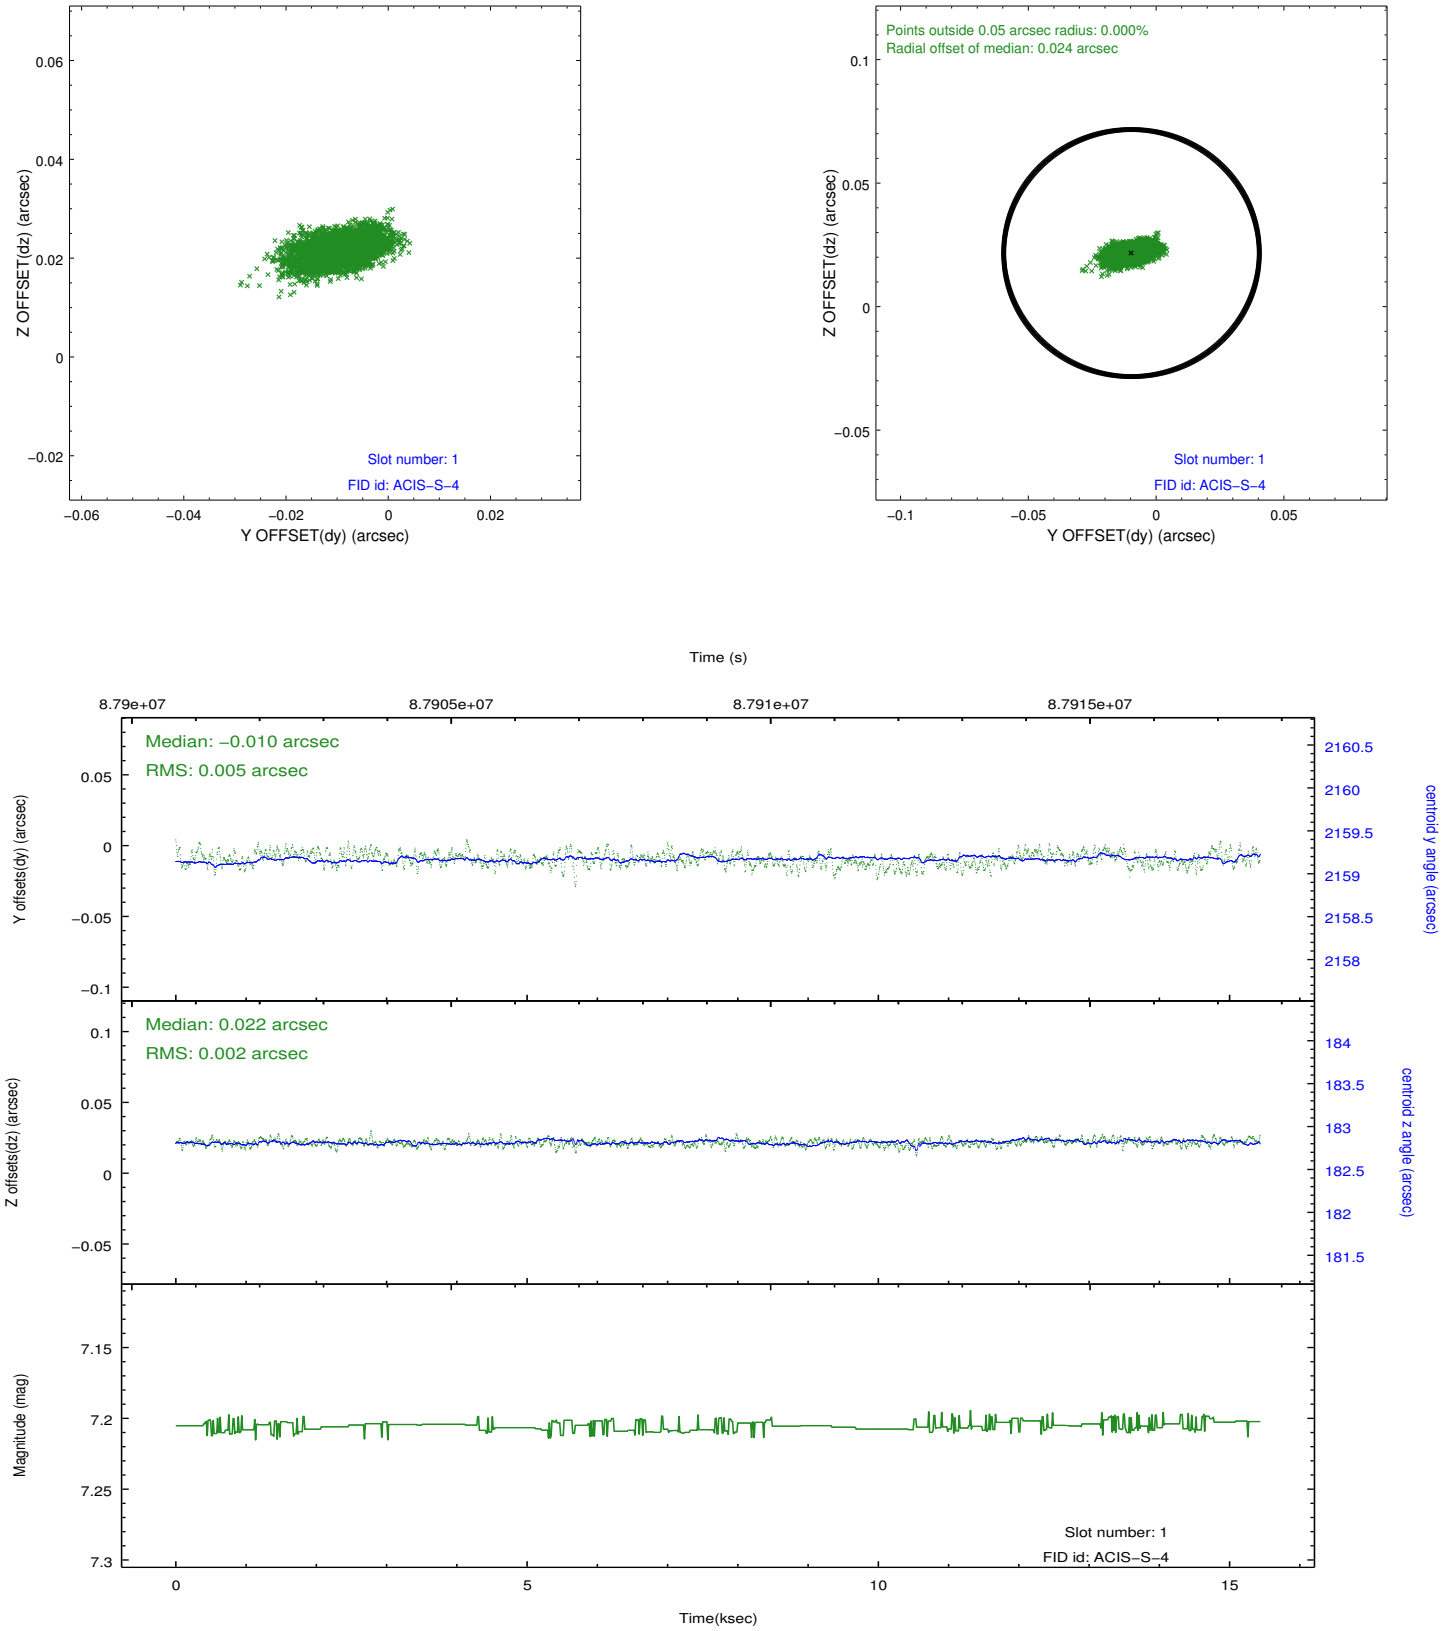 0.06
0.04
0.02
0
−0.02
Z OFFSET(dz) (arcsec)
Slot number: 1
FID id: ACIS−S−4
−0.06
−0.04
−0.02
0
0.02
Y OFFSET(dy) (arcsec)
Points outside 0.05 arcsec radius: 0.000%
Radial offset of median: 0.024 arcsec
0.1
0.05
0
−0.05
Z OFFSET(dz) (arcsec)
Slot number: 1
FID id: ACIS−S−4
−0.1
−0.05
0
0.05
Y OFFSET(dy) (arcsec)
Time (s)
8.79e+07
8.7905e+07
8.791e+07
8.7915e+07
Median: −0.010 arcsec
RMS: 0.005 arcsec
0.05
0
−0.05
−0.1
Y offsets(dy) (arcsec)
2160.5
2160
2159.5
2159
2158.5
2158
centroid y angle (arcsec)
Median: 0.022 arcsec
RMS: 0.002 arcsec
0.1
0.05
0
−0.05
Z offsets(dz) (arcsec)
184
183.5
183
182.5
182
181.5
centroid z angle (arcsec)
7.15
7.2
7.25
7.3
Magnitude (mag)
Slot number: 1
FID id: ACIS−S−4
0
5
10
15
Time(ksec)